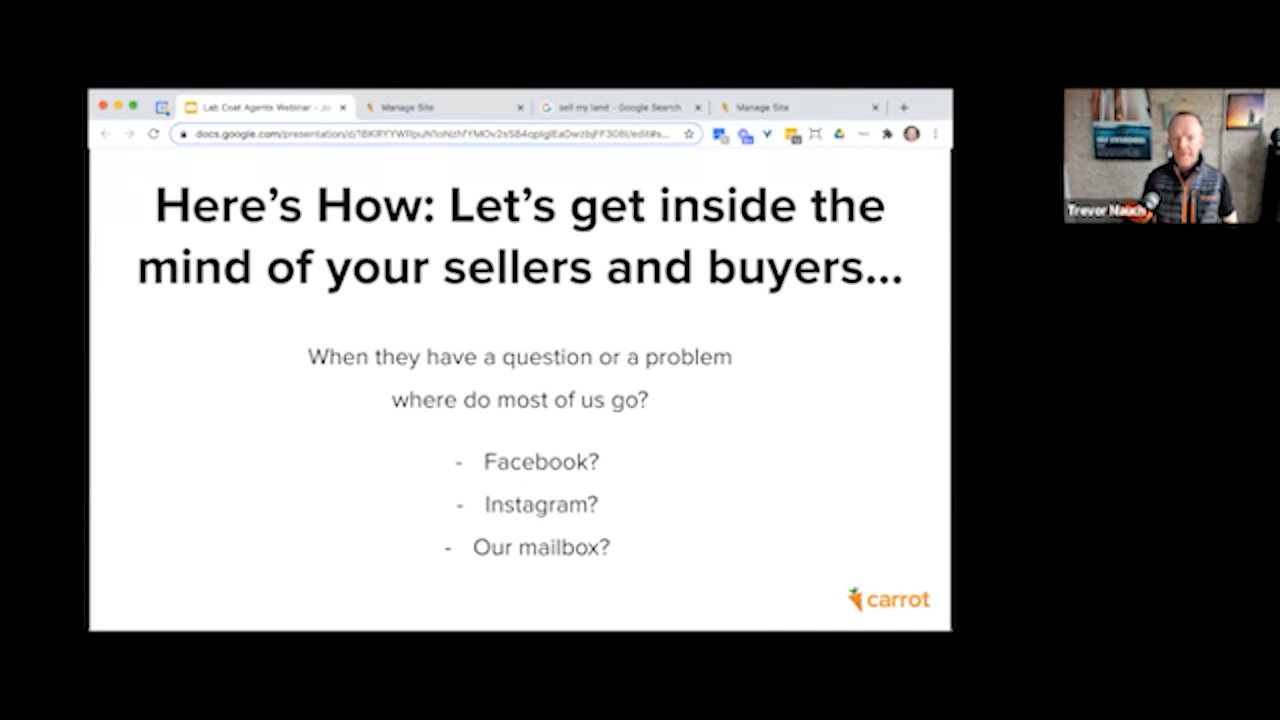 Lab Coat Agents Webinar - Jo
Manage Site
sell my land - Google Search
Manage Site
Here's How: Let's get inside the
mind of your sellers and buyers...
When they have a question or a problem
where do most of us go?
- Facebook?
- Instagram?
- Our mailbox?
carrot
Trevor Mauch